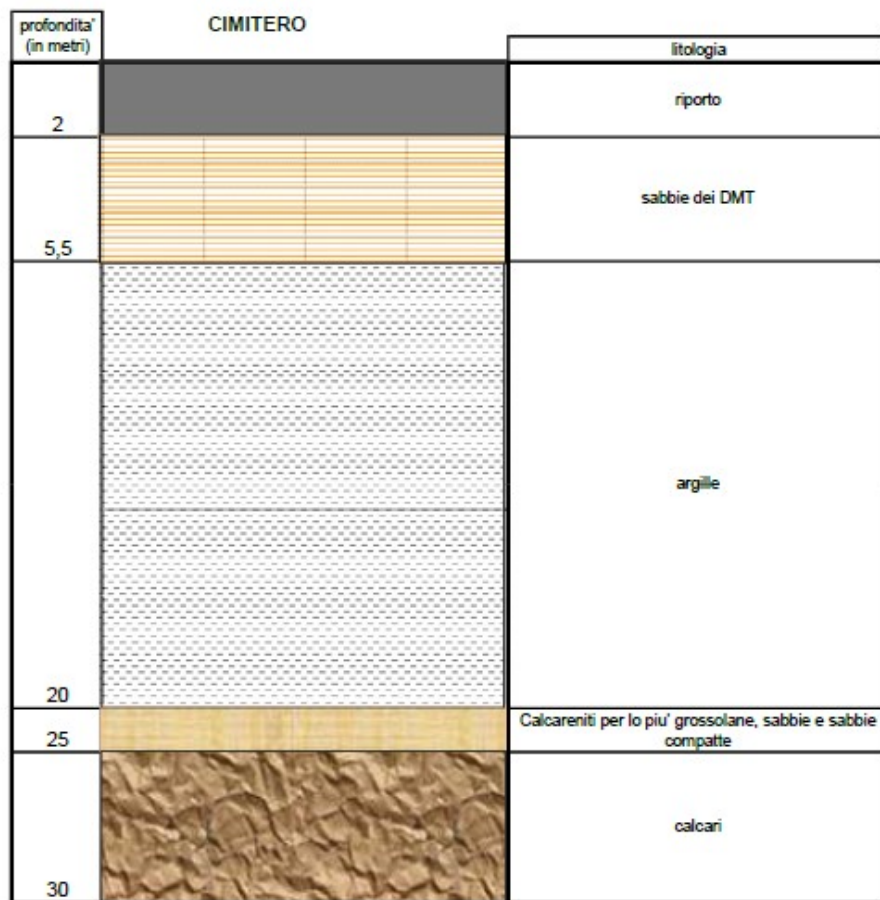 profondita'
(in metri)
CIMITERO
litologia
riporto
2
sabbie dei DMT
5,5
argille
20
Calcareniti per lo piu' grossolane, sabbie e sabbie
compatte
25
calcari
30